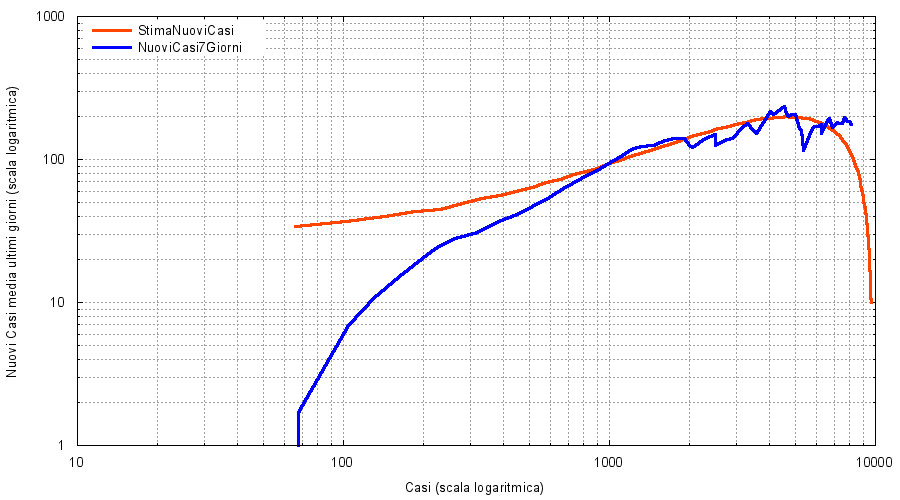 1000
StimaNuoviCasi
NuoviCasi7Giorni
100
10
1
Nuovi Casi media ultimi giorni (scala logaritmica)
10
100
1000
10000
Casi (scala logaritmica)